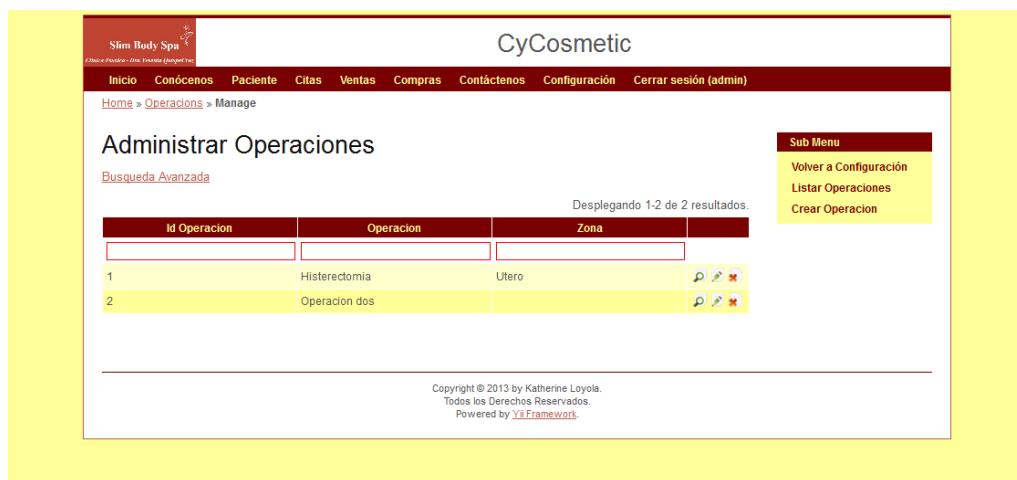 Slim Body Spa
CyCosmetic
Inicio Conócenos Paciente Citas Ventas Compras Contáctenos Configuración Cerrar sesión (admin)
Home » Operacions » Manage
Administrar Operaciones
Busqueda Avanzada
Desplegando 1-2 de 2 resultados.
Id Operacion Operacion Zona
1 Histerectomia Utero
2 Operacion dos
Sub Menu
Volver a Configuración
Listar Operaciones
Crear Operacion
Copyright © 2013 by Katherine Loyola.
Todos los Derechos Reservados.
Powered by Yii Framework.